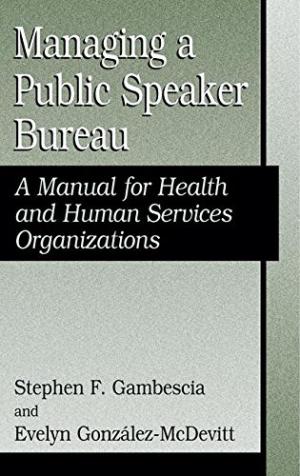 Managing a
Public Speaker
Bureau
A Manual for Health
and Human Services
Organizations
Stephen F. Gambescia
and
Evelyn González-McDevitt